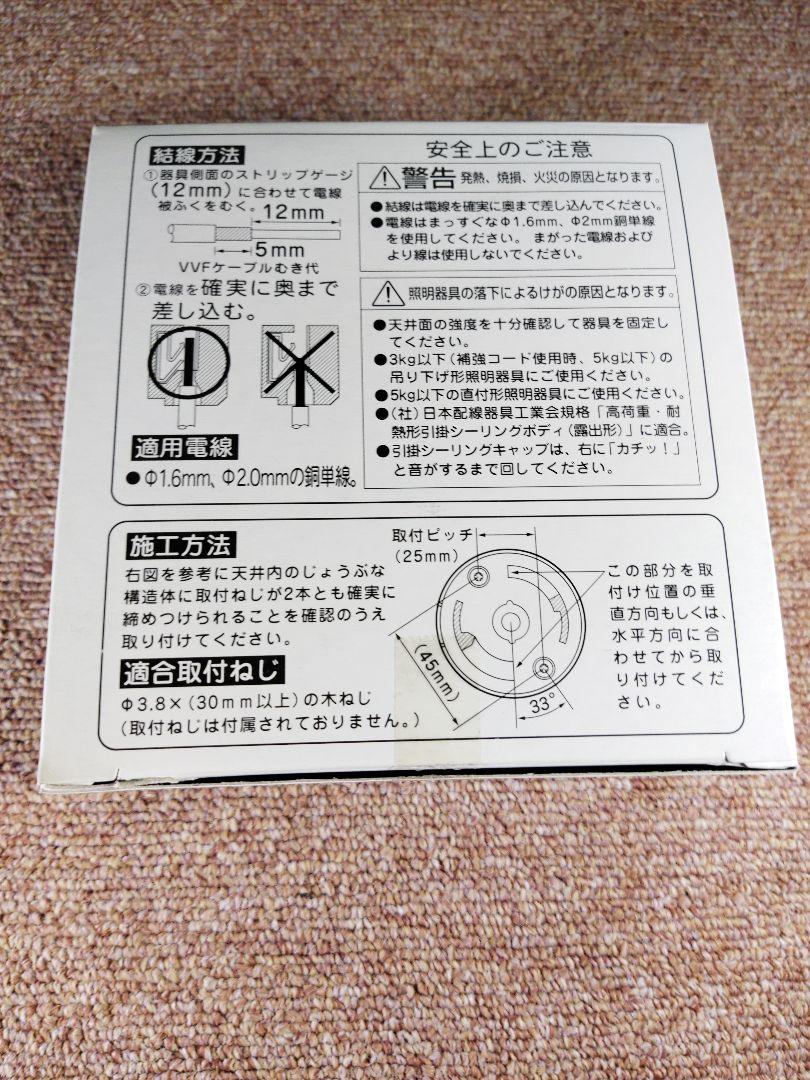 結線方法
①器具側面のストリップゲージ
(12mm)に合わせて電線
被ふくをむく。
12mm
5mm
VVFケーブルむき代
②電線を確実に奥まで
差し込む。
適用電線
●Φ1.6mm、Φ2.0mmの銅単線。
安全上のご注意
警告 発熱、焼損、火災の原因となります。
●結線は電線を確実に奥まで差し込んでください。
●電線はまっすぐなΦ1.6mm、Φ2mm銅単線
を使用してください。 まがった電線および
より線は使用しないでください。
照明器具の落下によるけがの原因となります。
●天井面の強度を十分確認して器具を固定し
てください。
●3kg以下(補強コード使用時、5kg以下)の
吊り下げ形照明器具にご使用ください。
●5kg以下の直付形照明器具にご使用ください。
●(社)日本配線器具工業会規格「高荷重・耐
熱形引掛シーリングボディ(露出形)」に適合。
●引掛シーリングキャップは、右に「カチッ!」
と音がするまで回してください。
施工方法
右図を参考に天井内のじょうぶな
構造体に取付ねじが2本とも確実に
締めつけられることを確認のうえ
取り付けてください。
適合取付ねじ
Φ3.8×(30mm以上)の木ねじ
(取付ねじは付属されておりません。)
取付ピッチ
(25mm)
(45mm)
33°
この部分を取
付け位置の垂
直方向もしくは、
水平方向に合
わせてから取
り付けてくだ
さい。